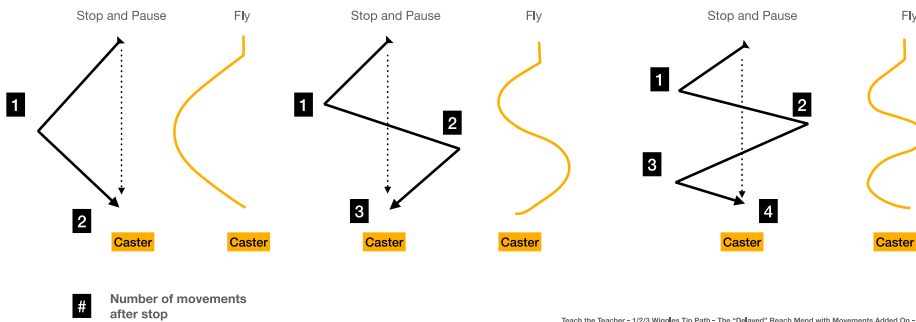 Stop and Pause
Fly
1
2
Caster
Caster
Stop and Pause
Fly
1
2
3
Caster
Caster
Stop and Pause
Fly
1
2
3
4
Caster
Caster
# Number of movements
after stop
Teach the Teacher – 1/2/3 Wiggles Tip Path – The "Delayed" Reach Mend with Movements Added On –